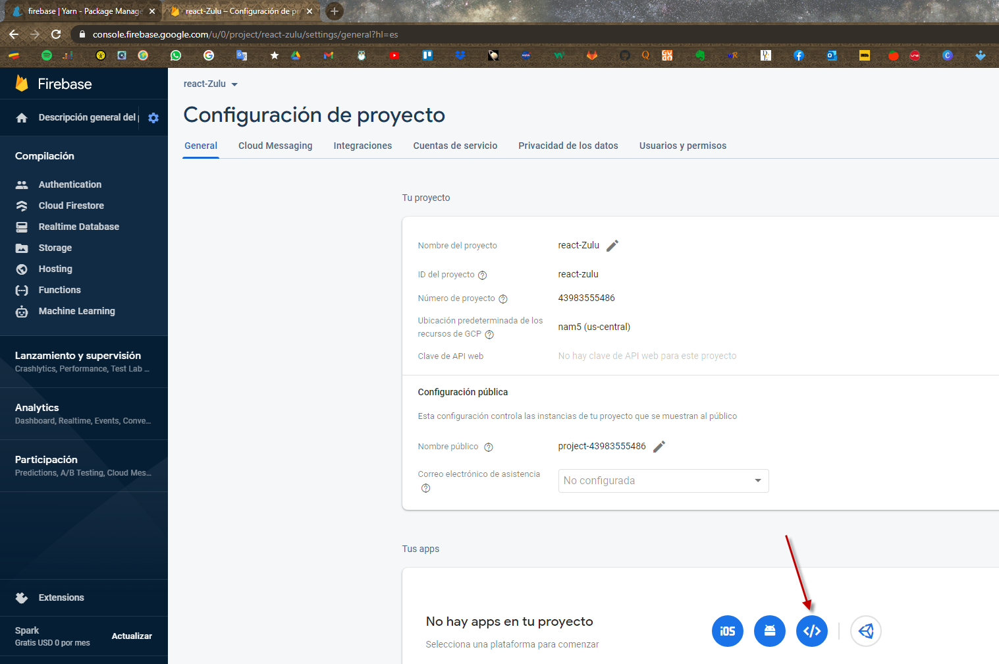 firebase | Yarn - Package Manage
react-Zulu – Configuración de pr
console.firebase.google.com/u/0/project/react-zulu/settings/general?hl=es
Firebase
Descripción general del p
Compilación
Authentication
Cloud Firestore
Realtime Database
Storage
Hosting
Functions
Machine Learning
Lanzamiento y supervisión
Crashlytics, Performance, Test Lab ...
Analytics
Dashboard, Realtime, Events, Conve...
Participación
Predictions, A/B Testing, Cloud Mes...
Extensions
Spark
Gratis USD 0 por mes
Actualizar
react-Zulu
Configuración de proyecto
General Cloud Messaging Integraciones Cuentas de servicio Privacidad de los datos Usuarios y permisos
Tu proyecto
Nombre del proyecto react-Zulu
ID del proyecto react-zulu
Número de proyecto 43983555486
Ubicación predeterminada de los
recursos de GCP
nam5 (us-central)
Clave de API web No hay clave de API web para este proyecto
Configuración pública
Esta configuración controla las instancias de tu proyecto que se muestran al público
Nombre público project-43983555486
Correo electrónico de asistencia
No configurada
Tus apps
No hay apps en tu proyecto
Selecciona una plataforma para comenzar
iOS